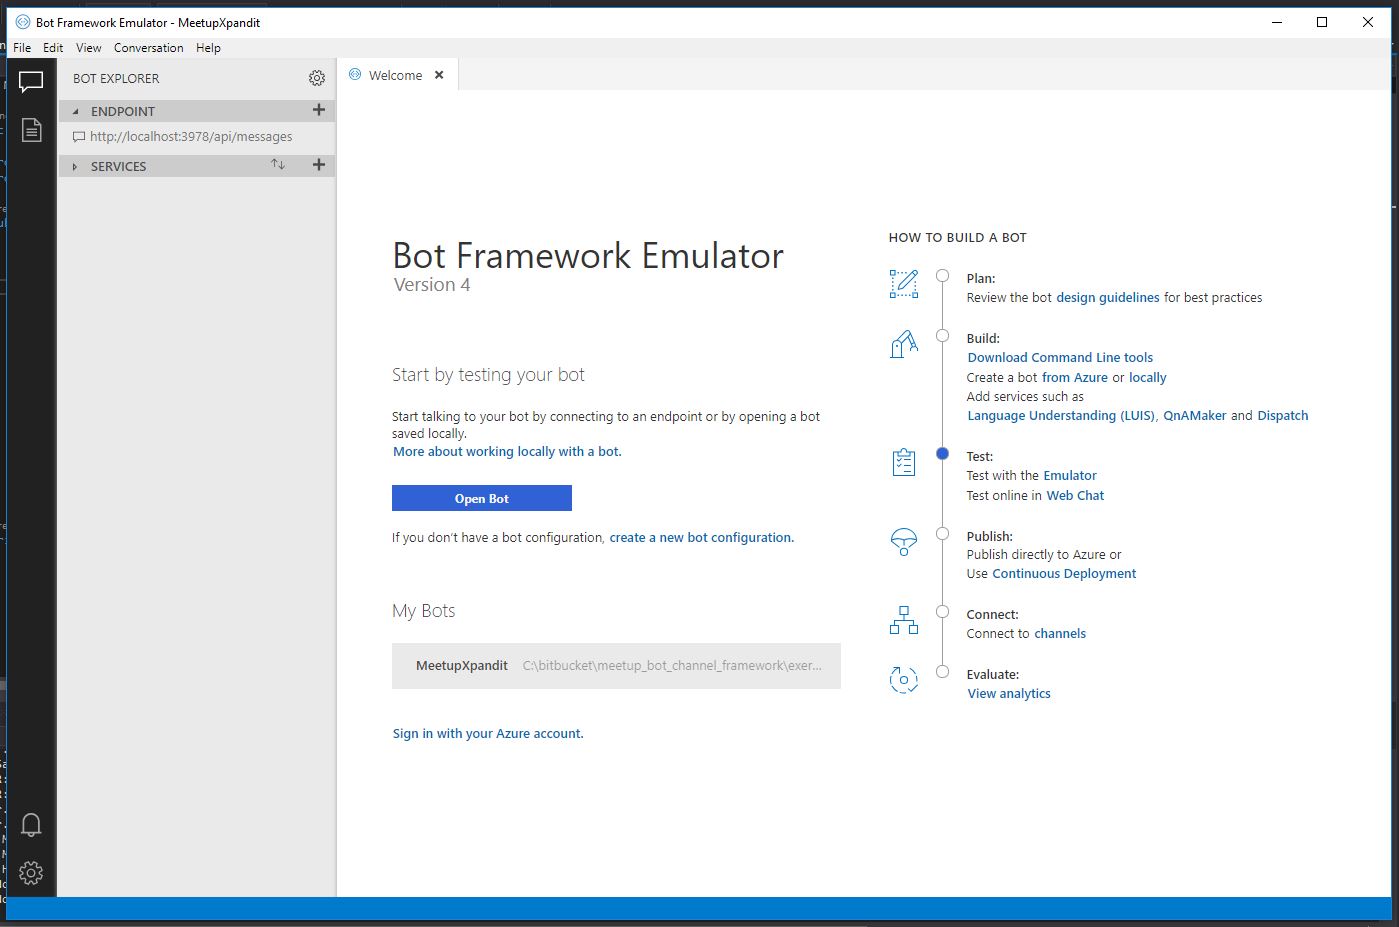 Bot Framework Emulator - MeetupXpandit
File Edit View Conversation Help
BOT EXPLORER
ENDPOINT
http://localhost:3978/api/messages
SERVICES
Welcome
Bot Framework Emulator
Version 4
Start by testing your bot
Start talking to your bot by connecting to an endpoint or by opening a bot
saved locally.
More about working locally with a bot.
Open Bot
If you don’t have a bot configuration, create a new bot configuration.
My Bots
MeetupXpandit C:\bitbucket\meetup_bot_channel_framework\exer...
Sign in with your Azure account.
HOW TO BUILD A BOT
Plan:
Review the bot design guidelines for best practices
Build:
Download Command Line tools
Create a bot from Azure or locally
Add services such as
Language Understanding (LUIS), QnAMaker and Dispatch
Test:
Test with the Emulator
Test online in Web Chat
Publish:
Publish directly to Azure or
Use Continuous Deployment
Connect:
Connect to channels
Evaluate:
View analytics